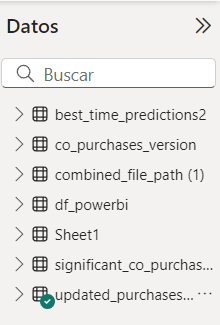 Datos
Buscar
best_time_predictions2
co_purchases_version
combined_file_path (1)
df_powerbi
Sheet1
significant_co_purchas...
updated_purchases...